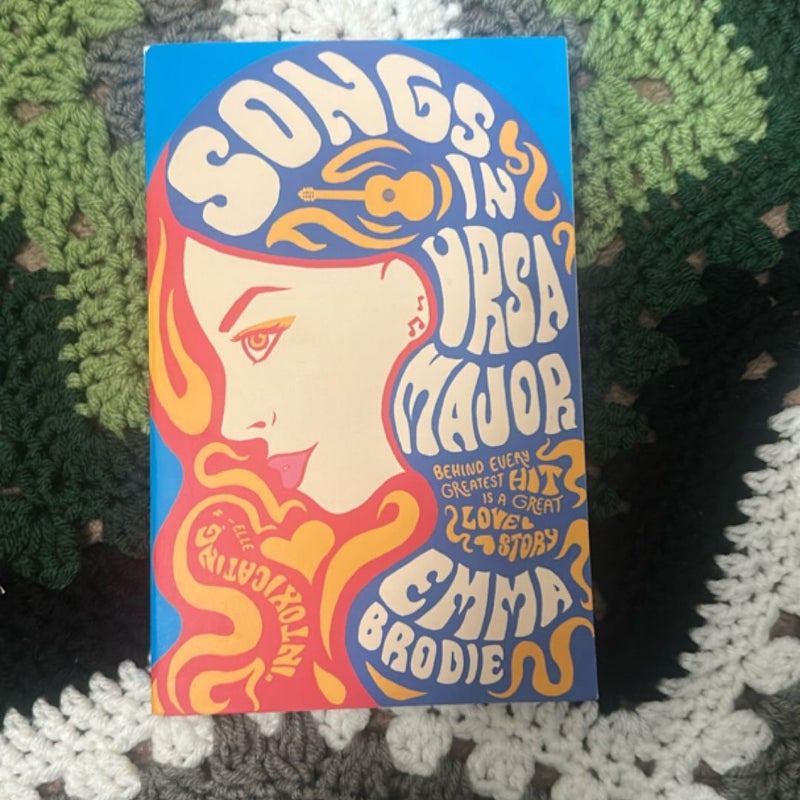 SONGS
IN
URSA
MAJOR
BEHIND EVERY
GREATEST HIT
IS A GREAT
LOVE
STORY
EMMA
BRODIE
'INTOXICATING.'
ELLE